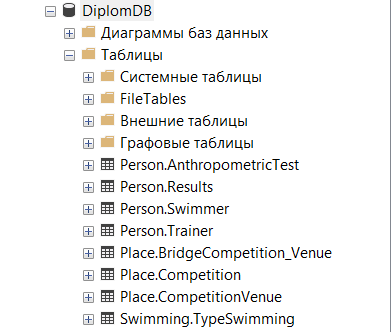 DiplomDB
Диаграммы баз данных
Таблицы
Системные таблицы
FileTables
Внешние таблицы
Графовые таблицы
Person.AnthropometricTest
Person.Results
Person.Swimmer
Person.Trainer
Place.BridgeCompetition_Venue
Place.Competition
Place.CompetitionVenue
Swimming.TypeSwimming